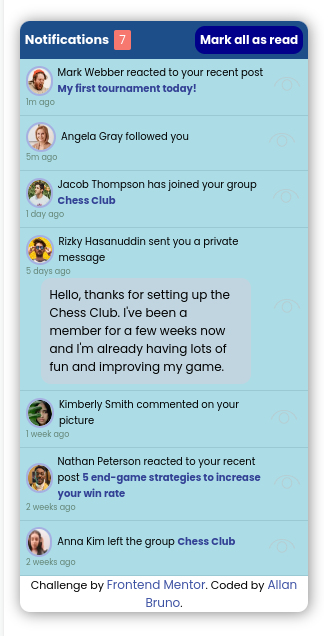 Notifications 7 Mark all as read
Mark Webber reacted to your recent post
My first tournament today!
1m ago
Angela Gray followed you
5m ago
Jacob Thompson has joined your group
Chess Club
1 day ago
Rizky Hasanuddin sent you a private
message
5 days ago
Hello, thanks for setting up the
Chess Club. I've been a
member for a few weeks now
and I'm already having lots of
fun and improving my game.
Kimberly Smith commented on your
picture
1 week ago
Nathan Peterson reacted to your recent
post 5 end-game strategies to increase
your win rate
2 weeks ago
Anna Kim left the group Chess Club
2 weeks ago
Challenge by Frontend Mentor. Coded by Allan
Bruno.